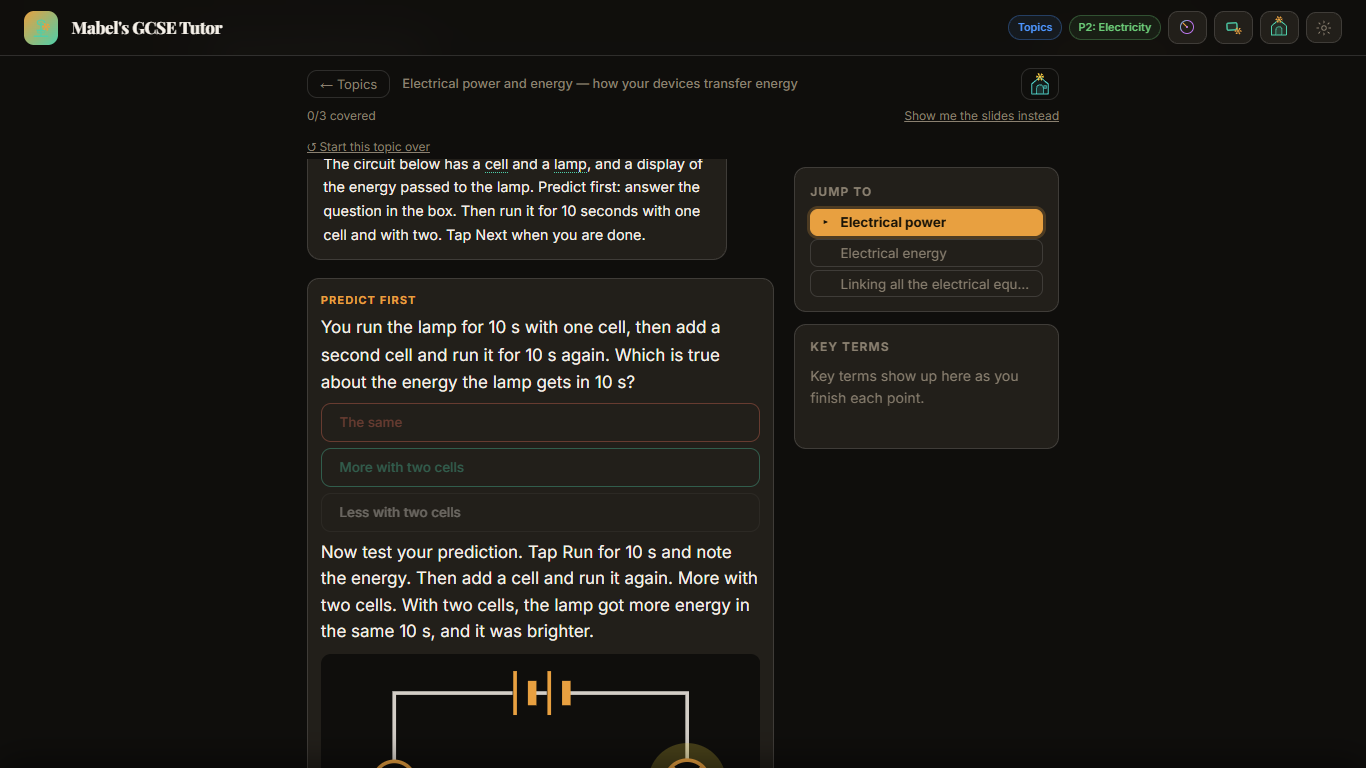 Mabel's GCSE Tutor
Topics
P2: Electricity
← Topics
Electrical power and energy — how your devices transfer energy
0/3 covered
Show me the slides instead
↺ Start this topic over
The circuit below has a cell and a lamp, and a display of
the energy passed to the lamp. Predict first: answer the
question in the box. Then run it for 10 seconds with one
cell and with two. Tap Next when you are done.
PREDICT FIRST
You run the lamp for 10 s with one cell, then add a
second cell and run it for 10 s again. Which is true
about the energy the lamp gets in 10 s?
The same
More with two cells
Less with two cells
Now test your prediction. Tap Run for 10 s and note
the energy. Then add a cell and run it again. More with
two cells. With two cells, the lamp got more energy in
the same 10 s, and it was brighter.
JUMP TO
‣ Electrical power
Electrical energy
Linking all the electrical equ...
KEY TERMS
Key terms show up here as you
finish each point.